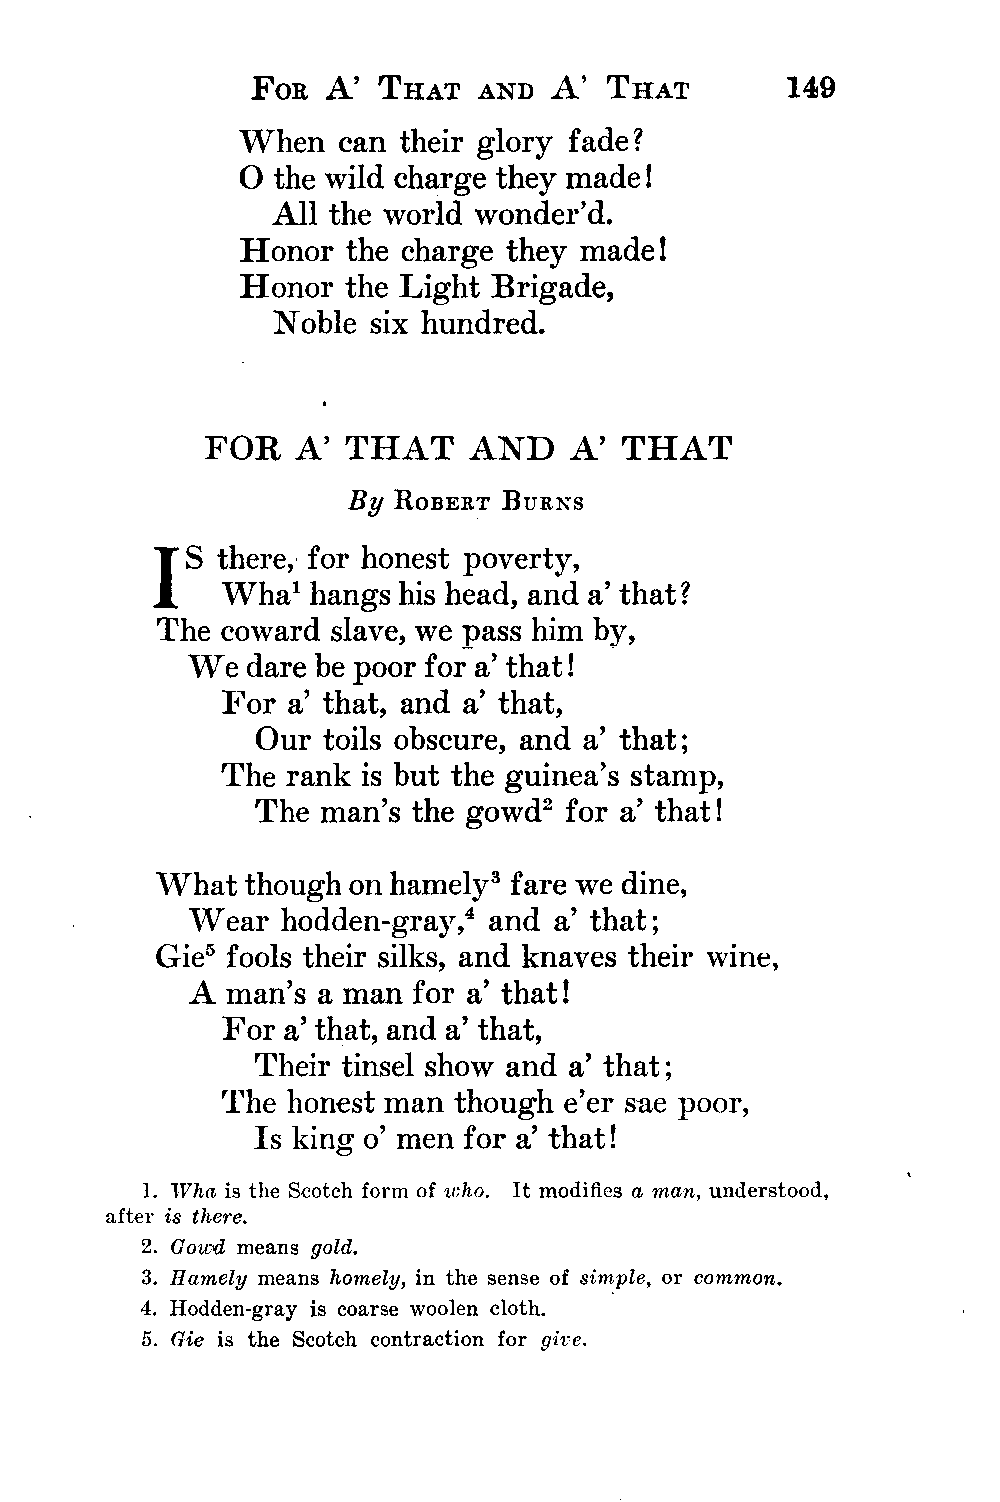 FOR A' THAT AND A' THAT 149
When can their glory fade?
O the wild charge they made!
All the world wonder'd.
Honor the charge they made!
Honor the Light Brigade,
Noble six hundred.
FOR A' THAT AND A' THAT
By ROBERT BURNS
IS there, for honest poverty,
Wha¹ hangs his head, and a' that?
The coward slave, we pass him by,
We dare be poor for a' that!
For a' that, and a' that,
Our toils obscure, and a' that;
The rank is but the guinea's stamp,
The man's the gowd² for a' that!
What though on hamely³ fare we dine,
Wear hodden-gray,⁴ and a' that;
Gie⁵ fools their silks, and knaves their wine,
A man's a man for a' that!
For a' that, and a' that,
Their tinsel show and a' that;
The honest man though e'er sae poor,
Is king o' men for a' that!
1. Wha is the Scotch form of who. It modifies a man, understood,
after is there.
2. Gowd means gold.
3. Hamely means homely, in the sense of simple, or common.
4. Hodden-gray is coarse woolen cloth.
5. Gie is the Scotch contraction for give.